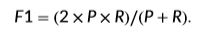 F1 = (2 × P × R)/(P + R).